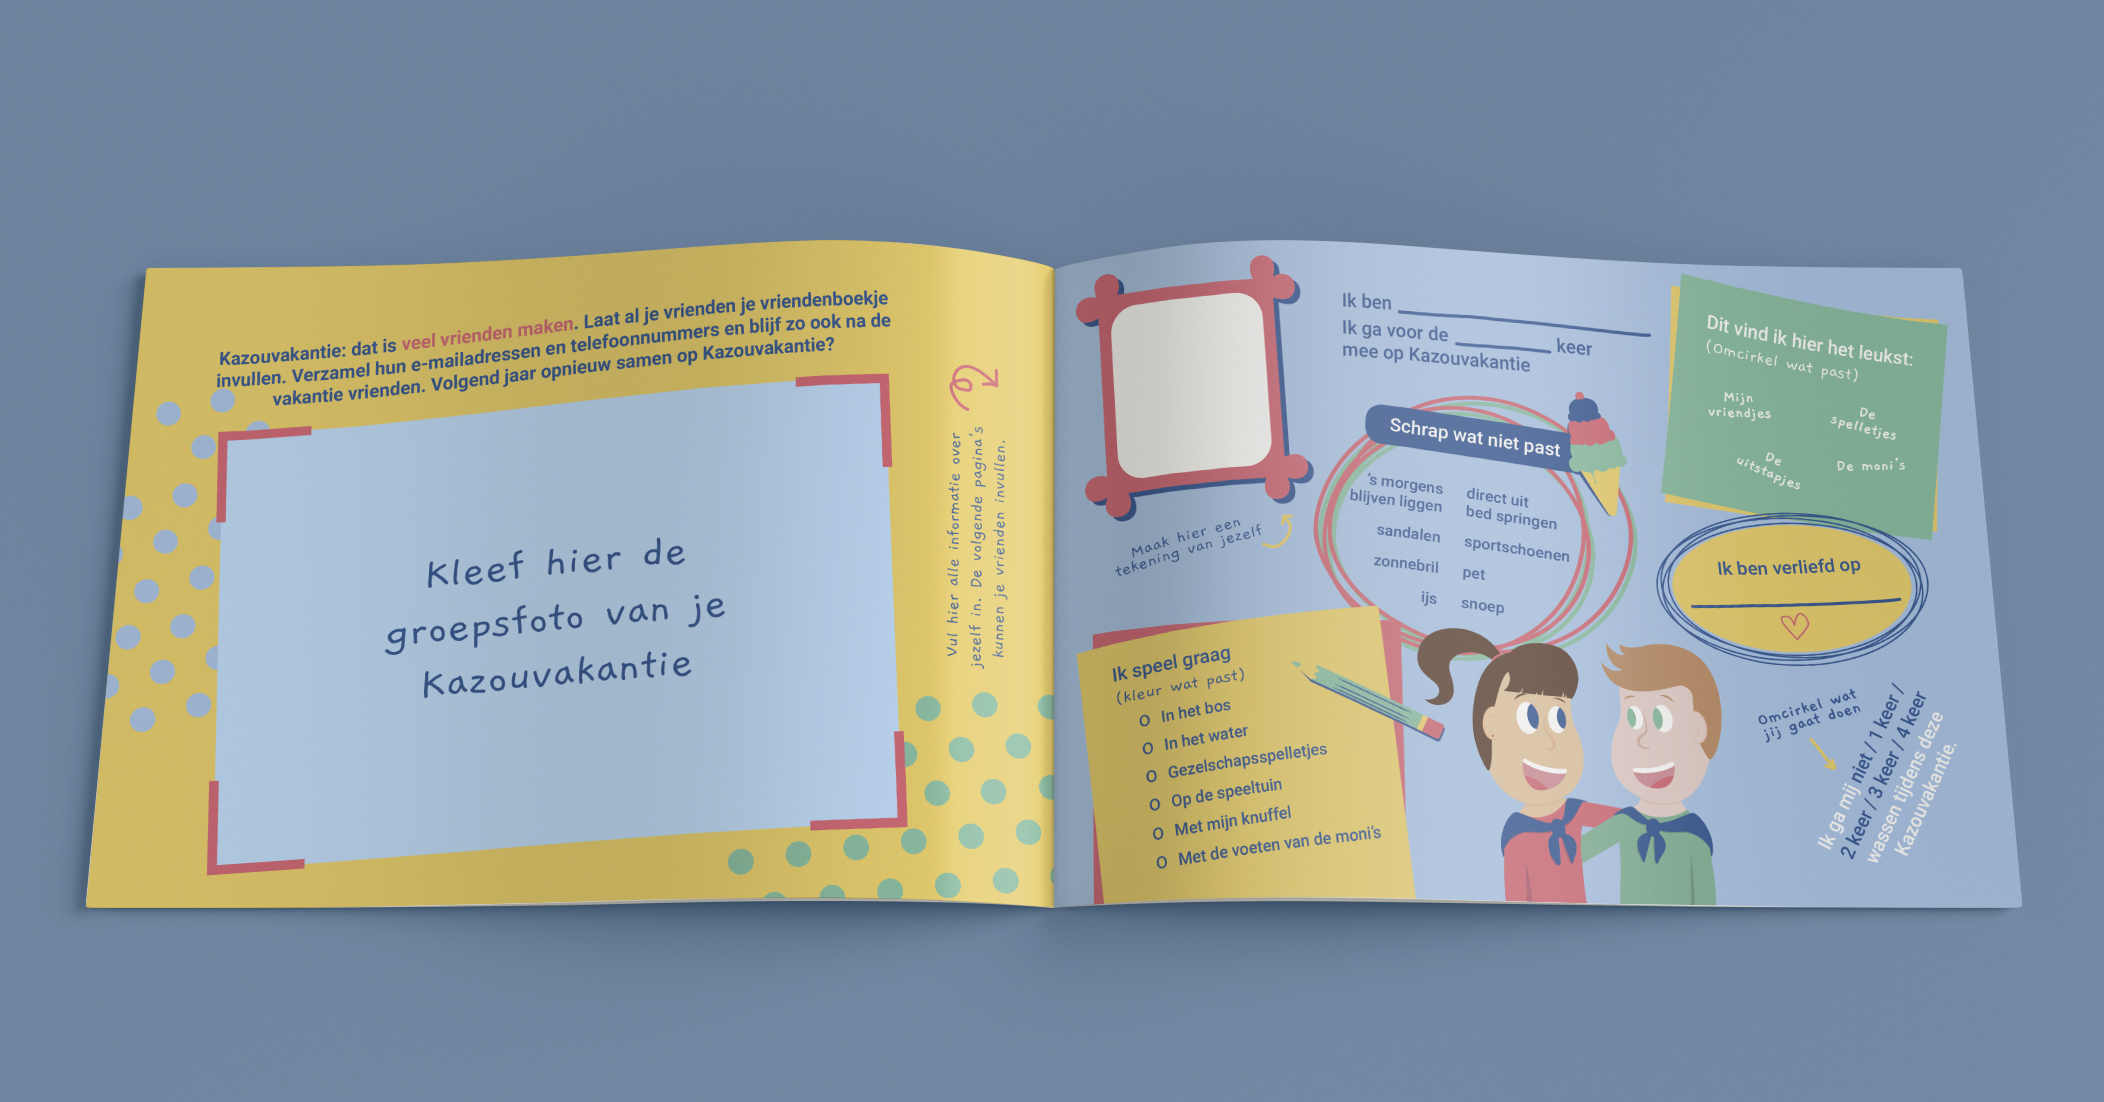 Kazouvakantie: dat is veel vrienden maken. Laat al je vrienden je vriendenboekje
invullen. Verzamel hun e-mailadressen en telefoonnummers en blijf zo ook na de
vakantie vrienden. Volgend jaar opnieuw samen op Kazouvakantie?
Kleef hier de
groepsfoto van je
Kazouvakantie
Vul hier alle informatie over
jezelf in. De volgende pagina's
kunnen je vrienden invullen.
Maak hier een
tekening van jezelf
Ik ben
Ik ga voor de keer
mee op Kazouvakantie
Schrap wat niet past
's morgens
blijven liggen
direct uit
bed springen
sandalen
sportschoenen
zonnebril
pet
ijs
snoep
Dit vind ik hier het leukst:
(Omcirkel wat past)
Mijn
vriendjes
De
spelletjes
De
uitstapjes
De moni's
Ik ben verliefd op
Ik speel graag
(kleur wat past)
O In het bos
O In het water
O Gezelschapsspelletjes
O Op de speeltuin
O Met mijn knuffel
O Met de voeten van de moni's
Omcirkel wat
jij gaat doen
Ik ga mij niet / 1 keer /
2 keer / 3 keer / 4 keer
wassen tijdens deze
Kazouvakantie.